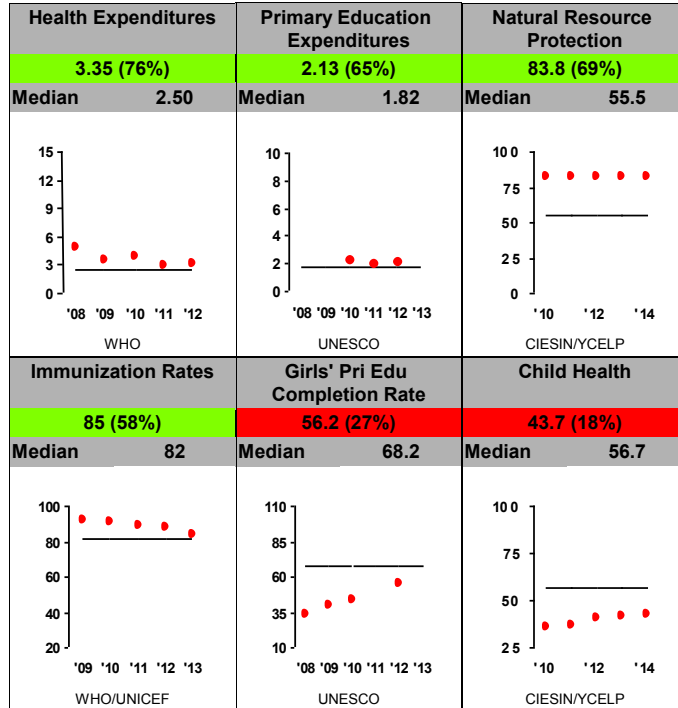 Health Expenditures
3.35 (76%)
Median 2.50
15
12
9
6
3
0
'08 '09 '10 '11 '12
WHO
Primary Education
Expenditures
2.13 (65%)
Median 1.82
10
8
6
4
2
0
'08 '09 '10 '11 '12 '13
UNESCO
Natural Resource
Protection
83.8 (69%)
Median 55.5
100
75
50
25
0
'10 '12 '14
CIESIN/YCELP
Immunization Rates
85 (58%)
Median 82
100
80
60
40
20
'09 '10 '11 '12 '13
WHO/UNICEF
Girls' Pri Edu
Completion Rate
56.2 (27%)
Median 68.2
110
85
60
35
10
'08 '09 '10 '11 '12 '13
UNESCO
Child Health
43.7 (18%)
Median 56.7
100
75
50
25
'10 '12 '14
CIESIN/YCELP